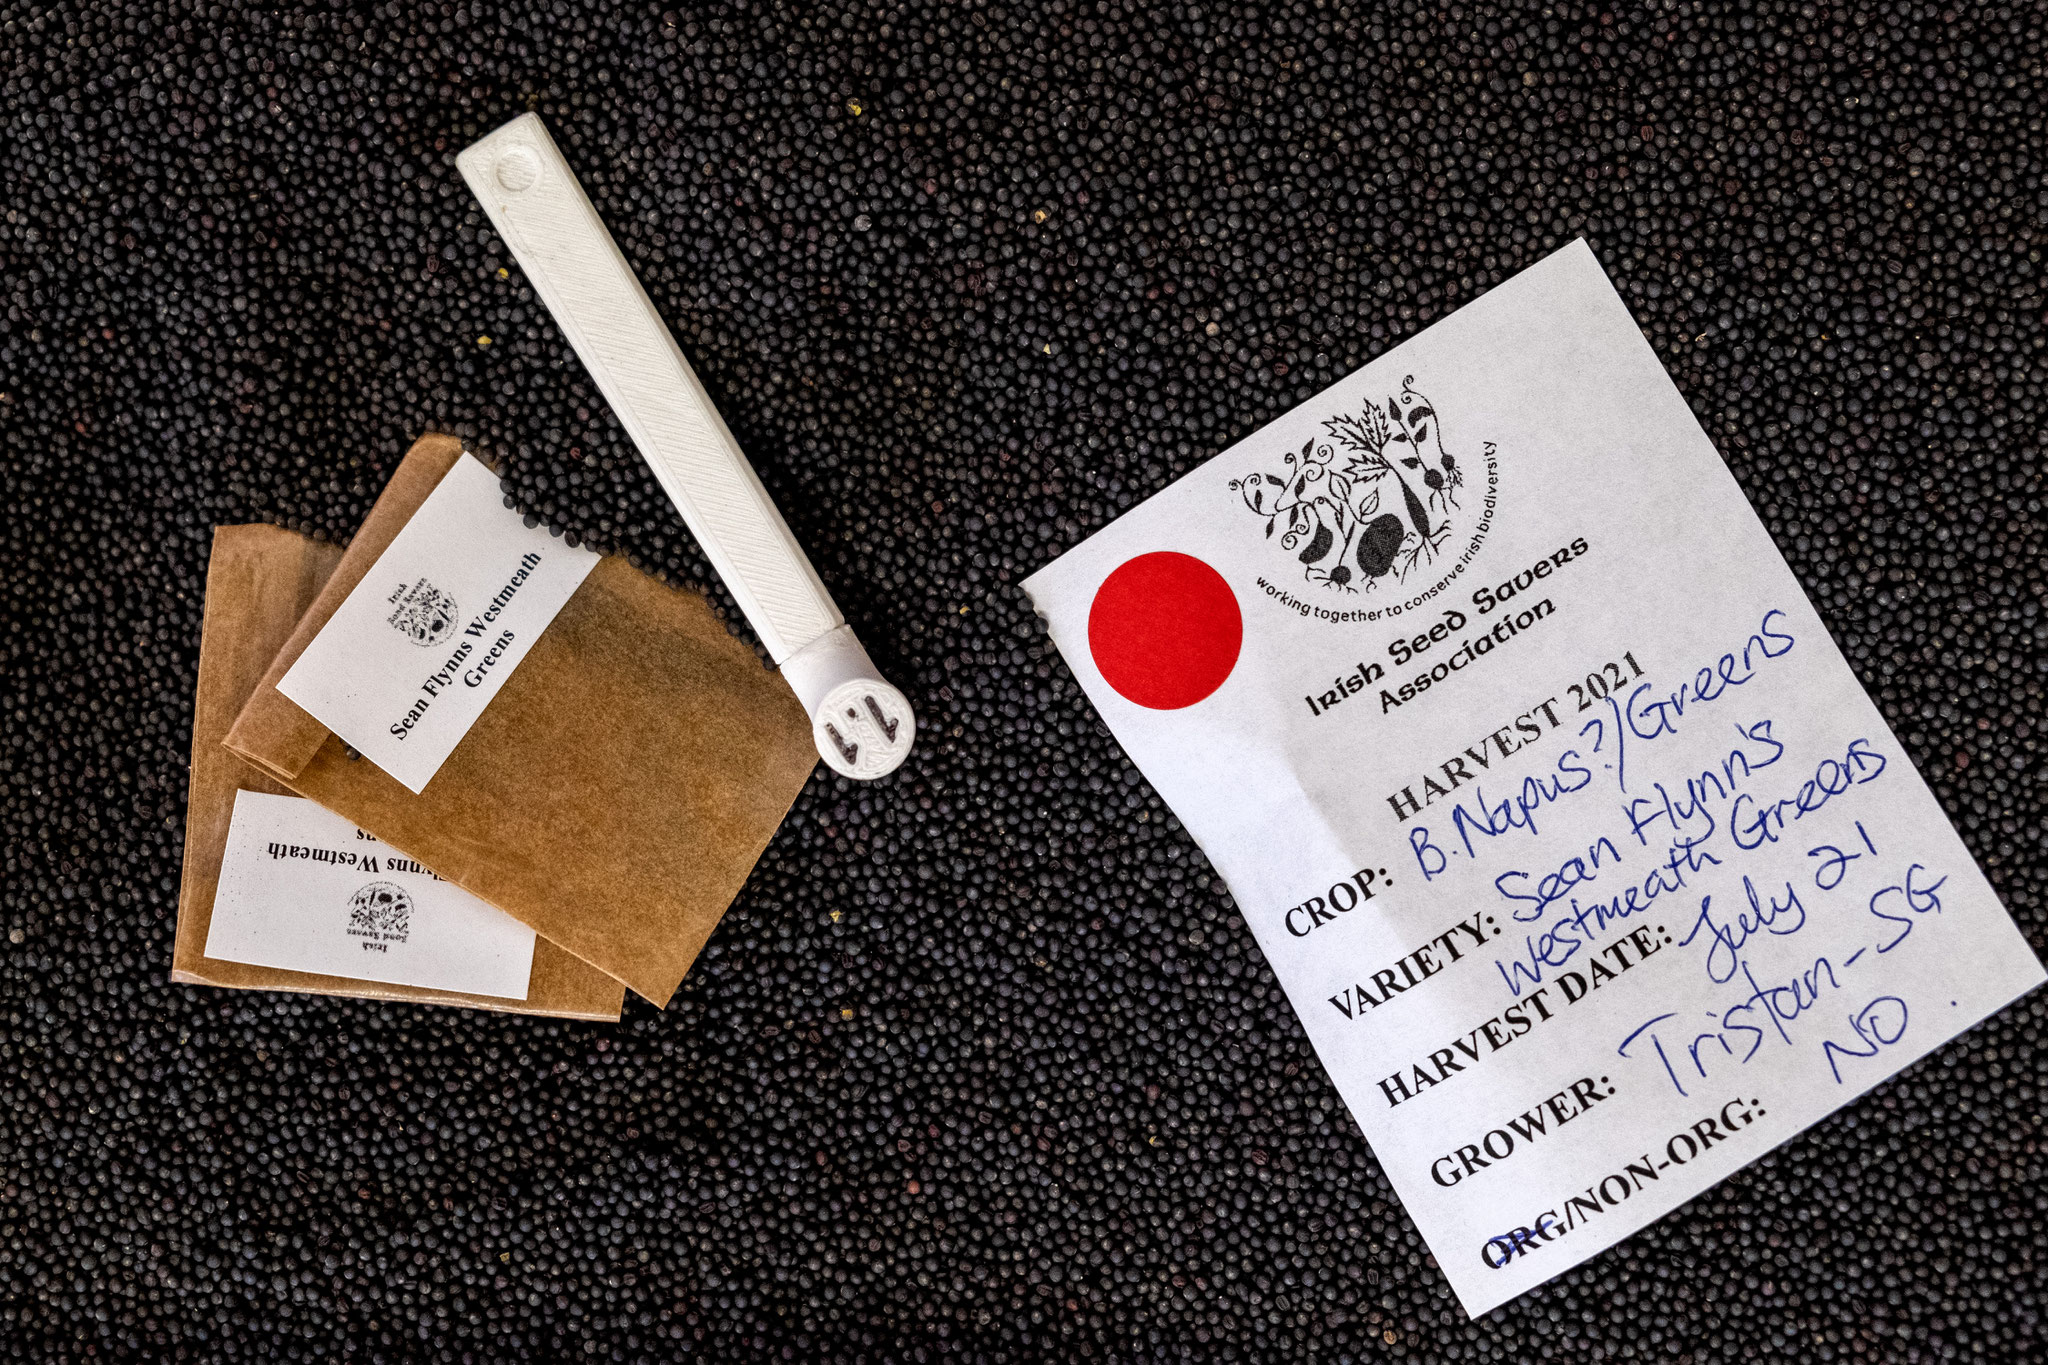 Irish
Seed Savers
Sean Flynns Westmeath
Greens
Irish
Seed Savers
Flynns Westmeath
ns
1.1
working together to conserve irish biodiversity
Irish Seed Savers
Association
HARVEST 2021
CROP: B. Napus?/Greens
VARIETY: Sean Flynn's
Westmeath Greens
HARVEST DATE: July 21
GROWER: Tristan-SG
ORG/NON-ORG: NO.